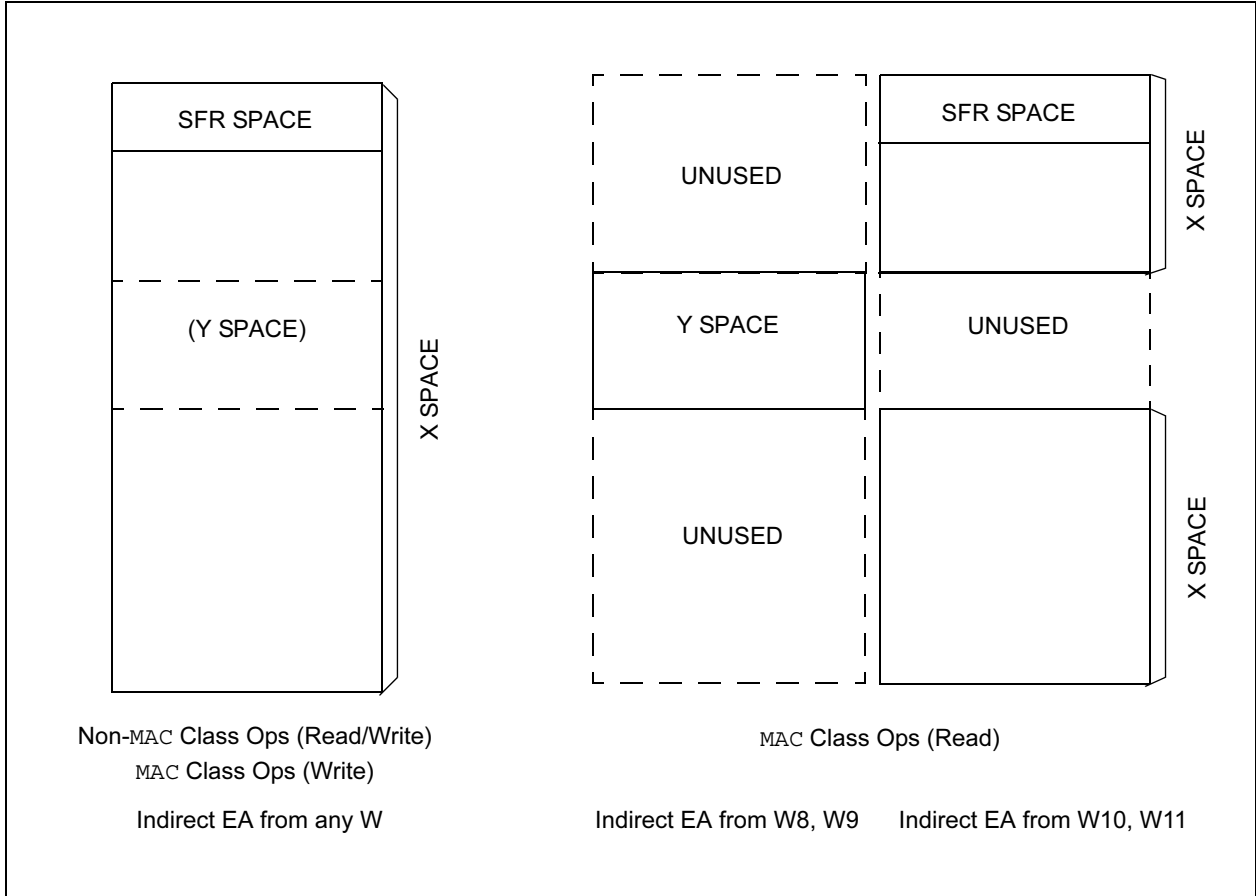 SFR SPACE
(Y SPACE)
X SPACE
Non-MAC Class Ops (Read/Write)
MAC Class Ops (Write)
Indirect EA from any W
UNUSED
Y SPACE
UNUSED
SFR SPACE
UNUSED
X SPACE
X SPACE
MAC Class Ops (Read)
Indirect EA from W8, W9
Indirect EA from W10, W11